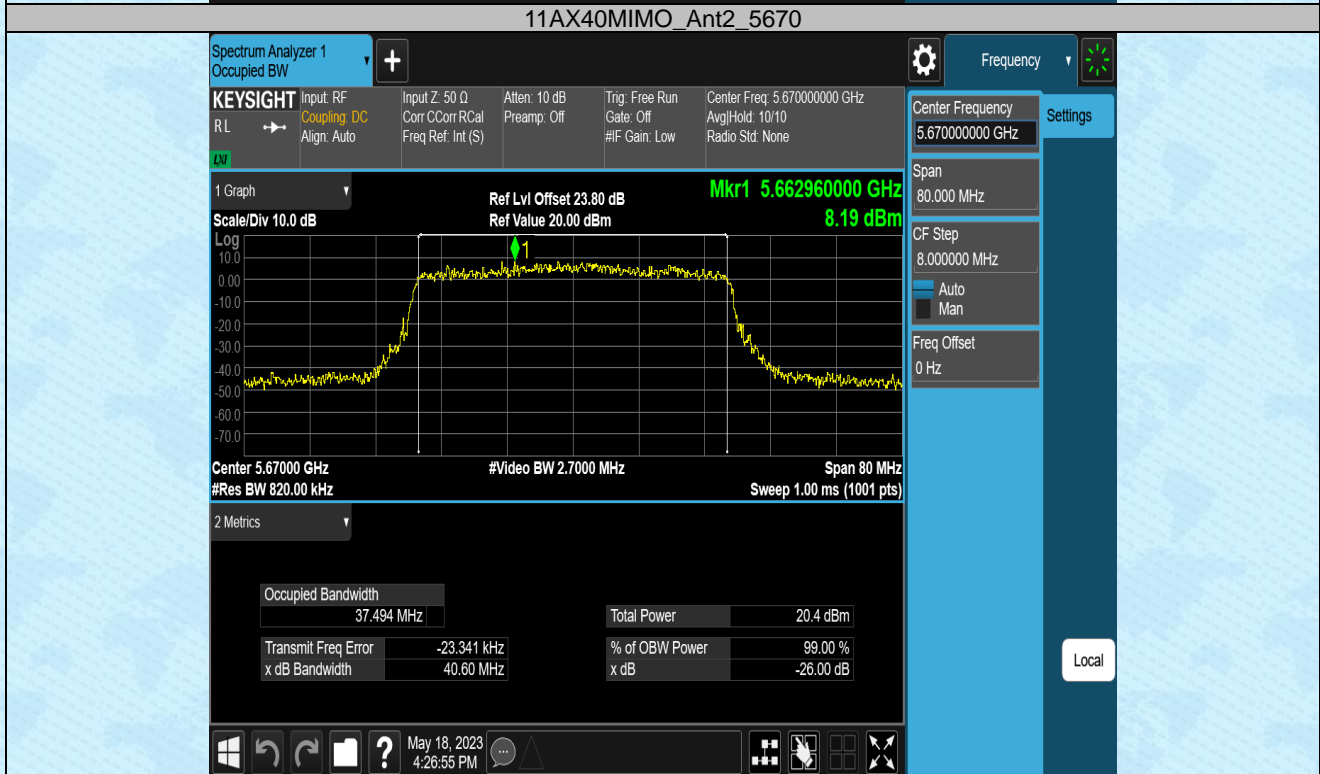 11AX40MIMO_Ant2_5670
Spectrum Analyzer 1
Occupied BW
+
Frequency
KEYSIGHT
R L
LXI
Input: RF
Coupling: DC
Align: Auto
Input Z: 50 Ω
Corr CCorr RCal
Freq Ref: Int (S)
Atten: 10 dB
Preamp: Off
Trig: Free Run
Gate: Off
#IF Gain: Low
Center Freq: 5.670000000 GHz
Avg|Hold: 10/10
Radio Std: None
Center Frequency
5.670000000 GHz
Settings
Span
80.000 MHz
CF Step
8.000000 MHz
Auto
Man
Freq Offset
0 Hz
1 Graph
Scale/Div 10.0 dB
Ref Lvl Offset 23.80 dB
Ref Value 20.00 dBm
Mkr1 5.662960000 GHz
8.19 dBm
Log
10.0
0.00
-10.0
-20.0
-30.0
-40.0
-50.0
-60.0
-70.0
1
Center 5.67000 GHz
#Video BW 2.7000 MHz
Span 80 MHz
#Res BW 820.00 kHz
Sweep 1.00 ms (1001 pts)
2 Metrics
Occupied Bandwidth
37.494 MHz
Total Power 20.4 dBm
Transmit Freq Error -23.341 kHz
% of OBW Power 99.00 %
x dB Bandwidth 40.60 MHz
x dB -26.00 dB
Local
?
May 18, 2023
4:26:55 PM